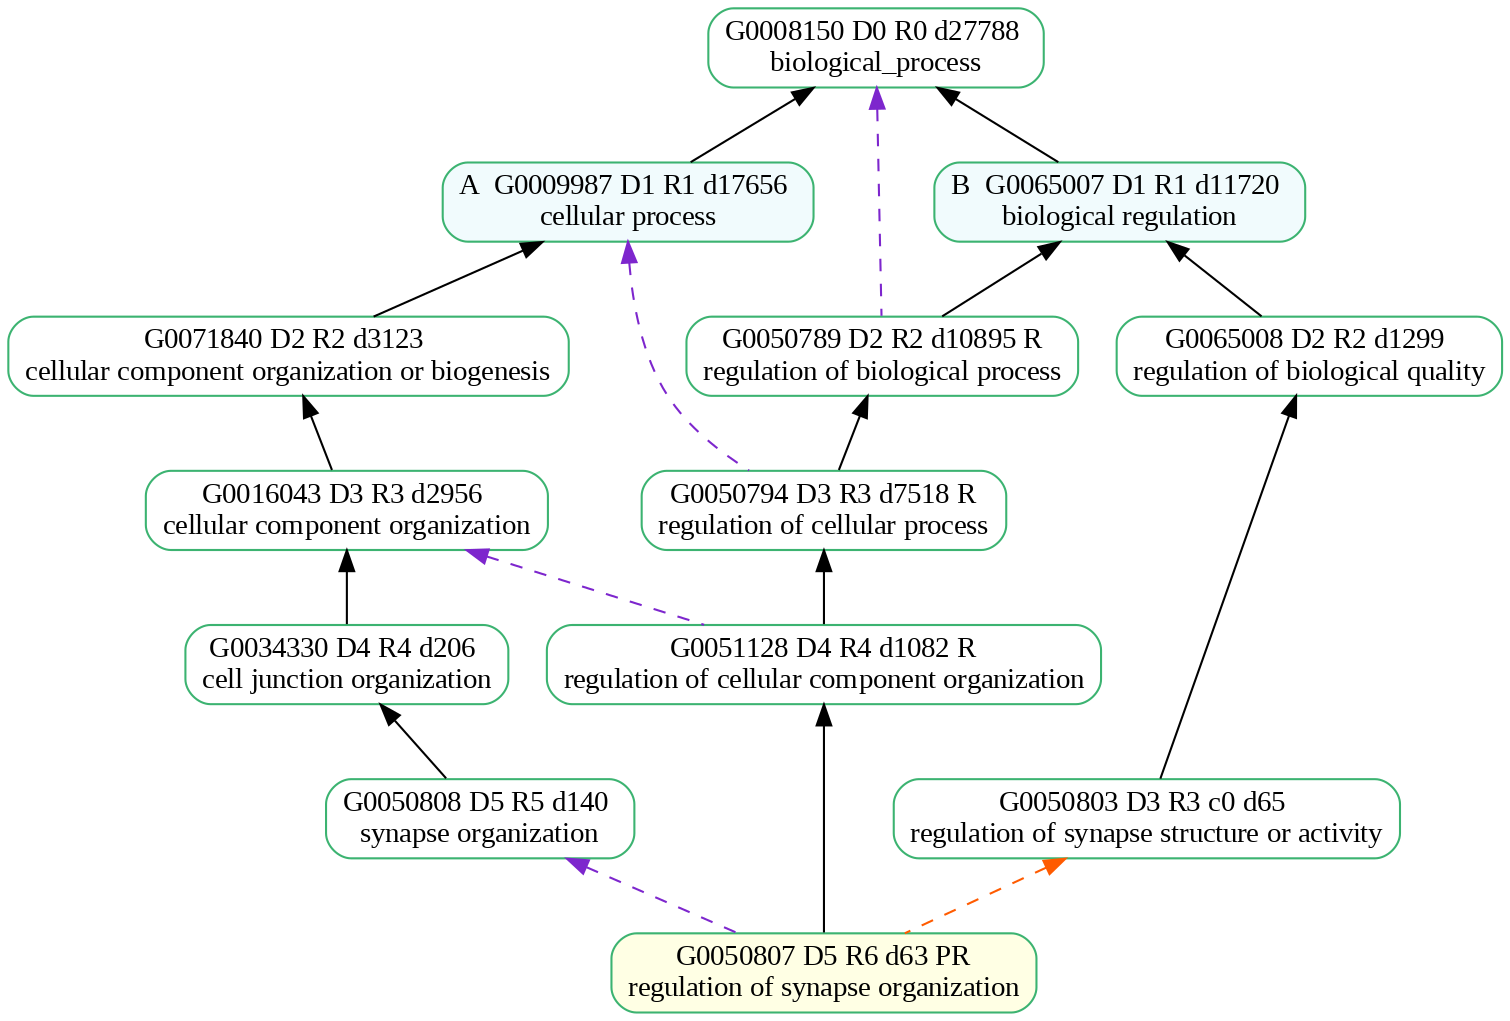 G0008150 D0 R0 d27788
biological_process
A  G0009987 D1 R1 d17656
cellular process
B  G0065007 D1 R1 d11720
biological regulation
G0071840 D2 R2 d3123
cellular component organization or biogenesis
G0050789 D2 R2 d10895 R
regulation of biological process
G0065008 D2 R2 d1299
regulation of biological quality
G0016043 D3 R3 d2956
cellular component organization
G0050794 D3 R3 d7518 R
regulation of cellular process
G0034330 D4 R4 d206
cell junction organization
G0051128 D4 R4 d1082 R
regulation of cellular component organization
G0050808 D5 R5 d140
synapse organization
G0050803 D3 R3 c0 d65
regulation of synapse structure or activity
G0050807 D5 R6 d63 PR
regulation of synapse organization